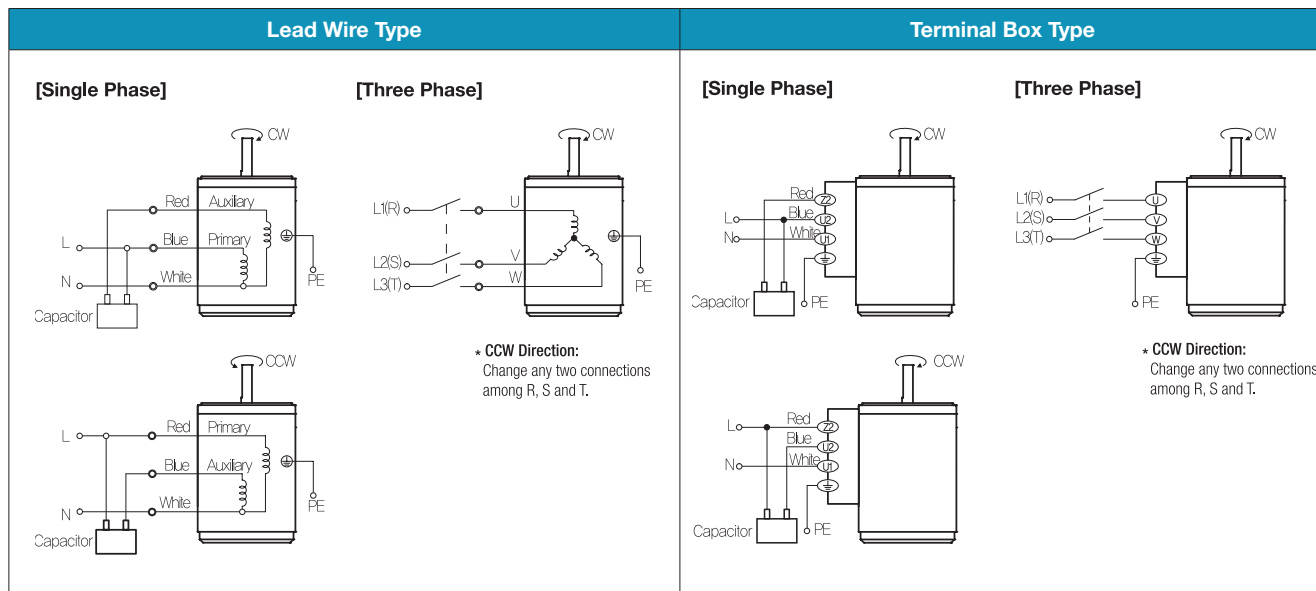 Lead Wire Type
Terminal Box Type
[Single Phase]
[Three Phase]
[Single Phase]
[Three Phase]
CW
Red Auxiliary
L
Blue Primary
N
White
Capacitor
PE
CW
L1(R)
U
L2(S)
V
L3(T)
W
PE
* CCW Direction:
Change any two connections
among R, S and T.
CCW
L
Red Primary
Blue Auxiliary
N
White
Capacitor
PE
CW
Red Z2
L
Blue U2
N
White U1
Capacitor
PE
CW
L1(R)
U
L2(S)
V
L3(T)
W
PE
* CCW Direction:
Change any two connections
among R, S and T.
CCW
L
Red Z2
Blue U2
N
White U1
Capacitor
PE